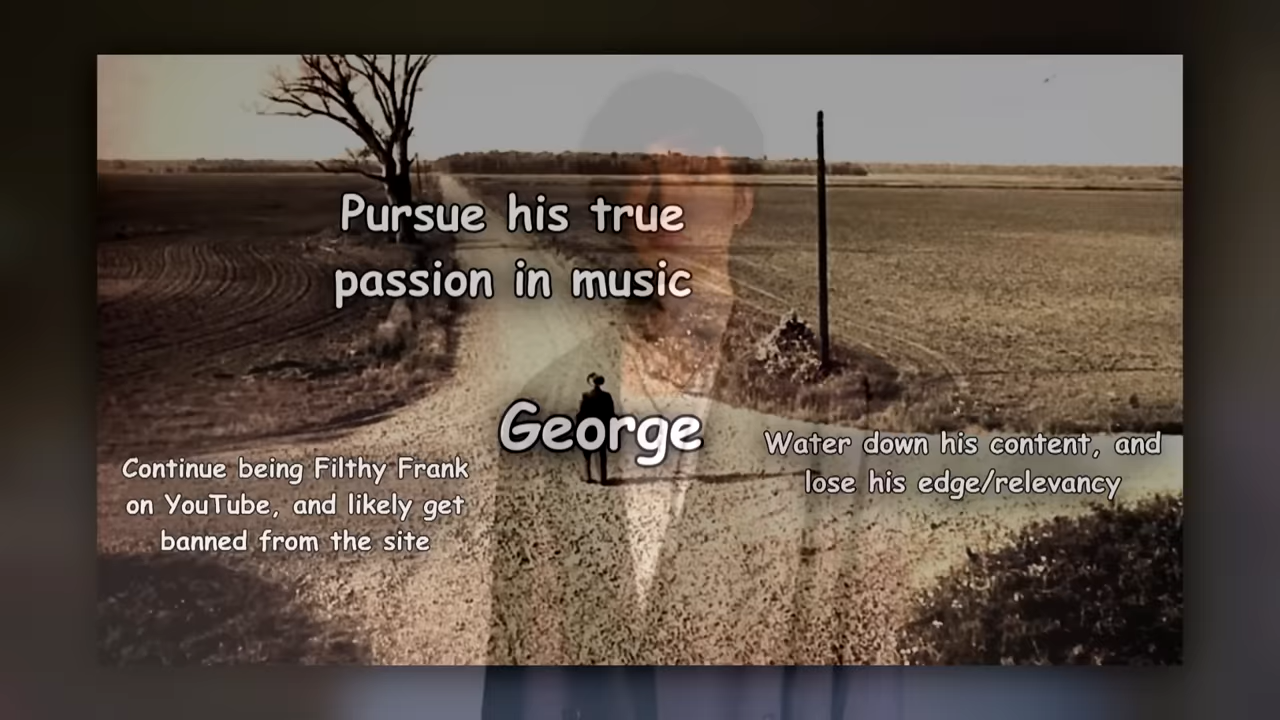 Pursue his true
passion in music
George
Continue being Filthy Frank
on YouTube, and likely get
banned from the site
Water down his content, and
lose his edge/relevancy